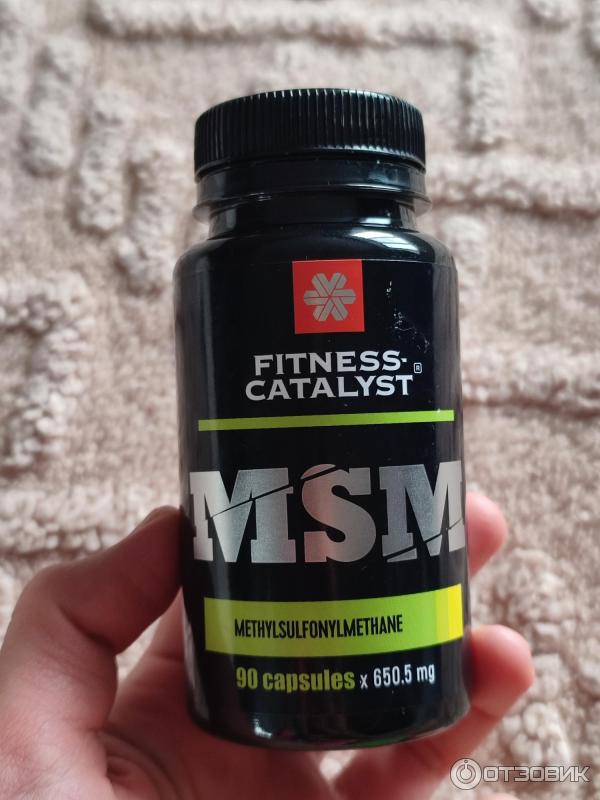 FITNESS-
CATALYST®
MSM
METHYLSULFONYLMETHANE
90 capsules x 650.5 mg
ОТЗОВИК